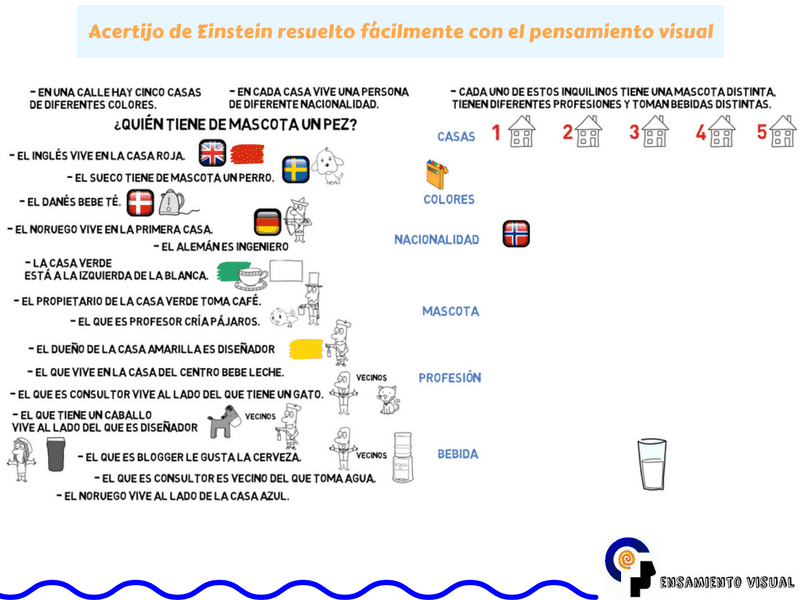 Acertijo de Einstein resuelto fácilmente con el pensamiento visual
- EN UNA CALLE HAY CINCO CASAS
DE DIFERENTES COLORES.
- EN CADA CASA VIVE UNA PERSONA
DE DIFERENTE NACIONALIDAD.
- CADA UNO DE ESTOS INQUILINOS TIENE UNA MASCOTA DISTINTA,
TIENEN DIFERENTES PROFESIONES Y TOMAN BEBIDAS DISTINTAS.
¿QUIÉN TIENE DE MASCOTA UN PEZ?
- EL INGLÉS VIVE EN LA CASA ROJA.
- EL SUECO TIENE DE MASCOTA UN PERRO.
- EL DANÉS BEBE TÉ.
- EL NORUEGO VIVE EN LA PRIMERA CASA.
- EL ALEMÁN ES INGENIERO
- LA CASA VERDE
ESTÁ A LA IZQUIERDA DE LA BLANCA.
- EL PROPIETARIO DE LA CASA VERDE TOMA CAFÉ.
- EL QUE ES PROFESOR CRÍA PÁJAROS.
- EL DUEÑO DE LA CASA AMARILLA ES DISEÑADOR
- EL QUE VIVE EN LA CASA DEL CENTRO BEBE LECHE.
VECINOS
- EL QUE ES CONSULTOR VIVE AL LADO DEL QUE TIENE UN GATO.
- EL QUE TIENE UN CABALLO
VIVE AL LADO DEL QUE ES DISEÑADOR
VECINOS
- EL QUE ES BLOGGER LE GUSTA LA CERVEZA.
VECINOS
- EL QUE ES CONSULTOR ES VECINO DEL QUE TOMA AGUA.
- EL NORUEGO VIVE AL LADO DE LA CASA AZUL.
CASAS
1 2 3 4 5
COLORES
NACIONALIDAD
MASCOTA
PROFESIÓN
BEBIDA
ENSAMIENTO VISUAL